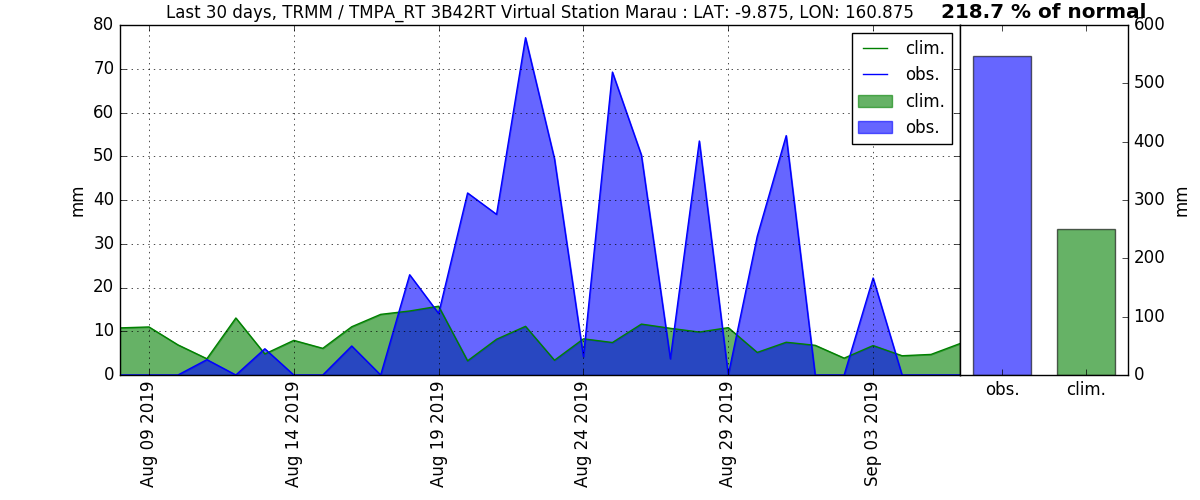 Last 30 days, TRMM / TMPA_RT 3B42RT Virtual Station Marau : LAT: -9.875, LON: 160.875
218.7 % of normal
80
70
60
50
40
30
20
10
0
mm
clim.
obs.
clim.
obs.
Aug 09 2019
Aug 14 2019
Aug 19 2019
Aug 24 2019
Aug 29 2019
Sep 03 2019
600
500
400
300
200
100
0
mm
obs.
clim.